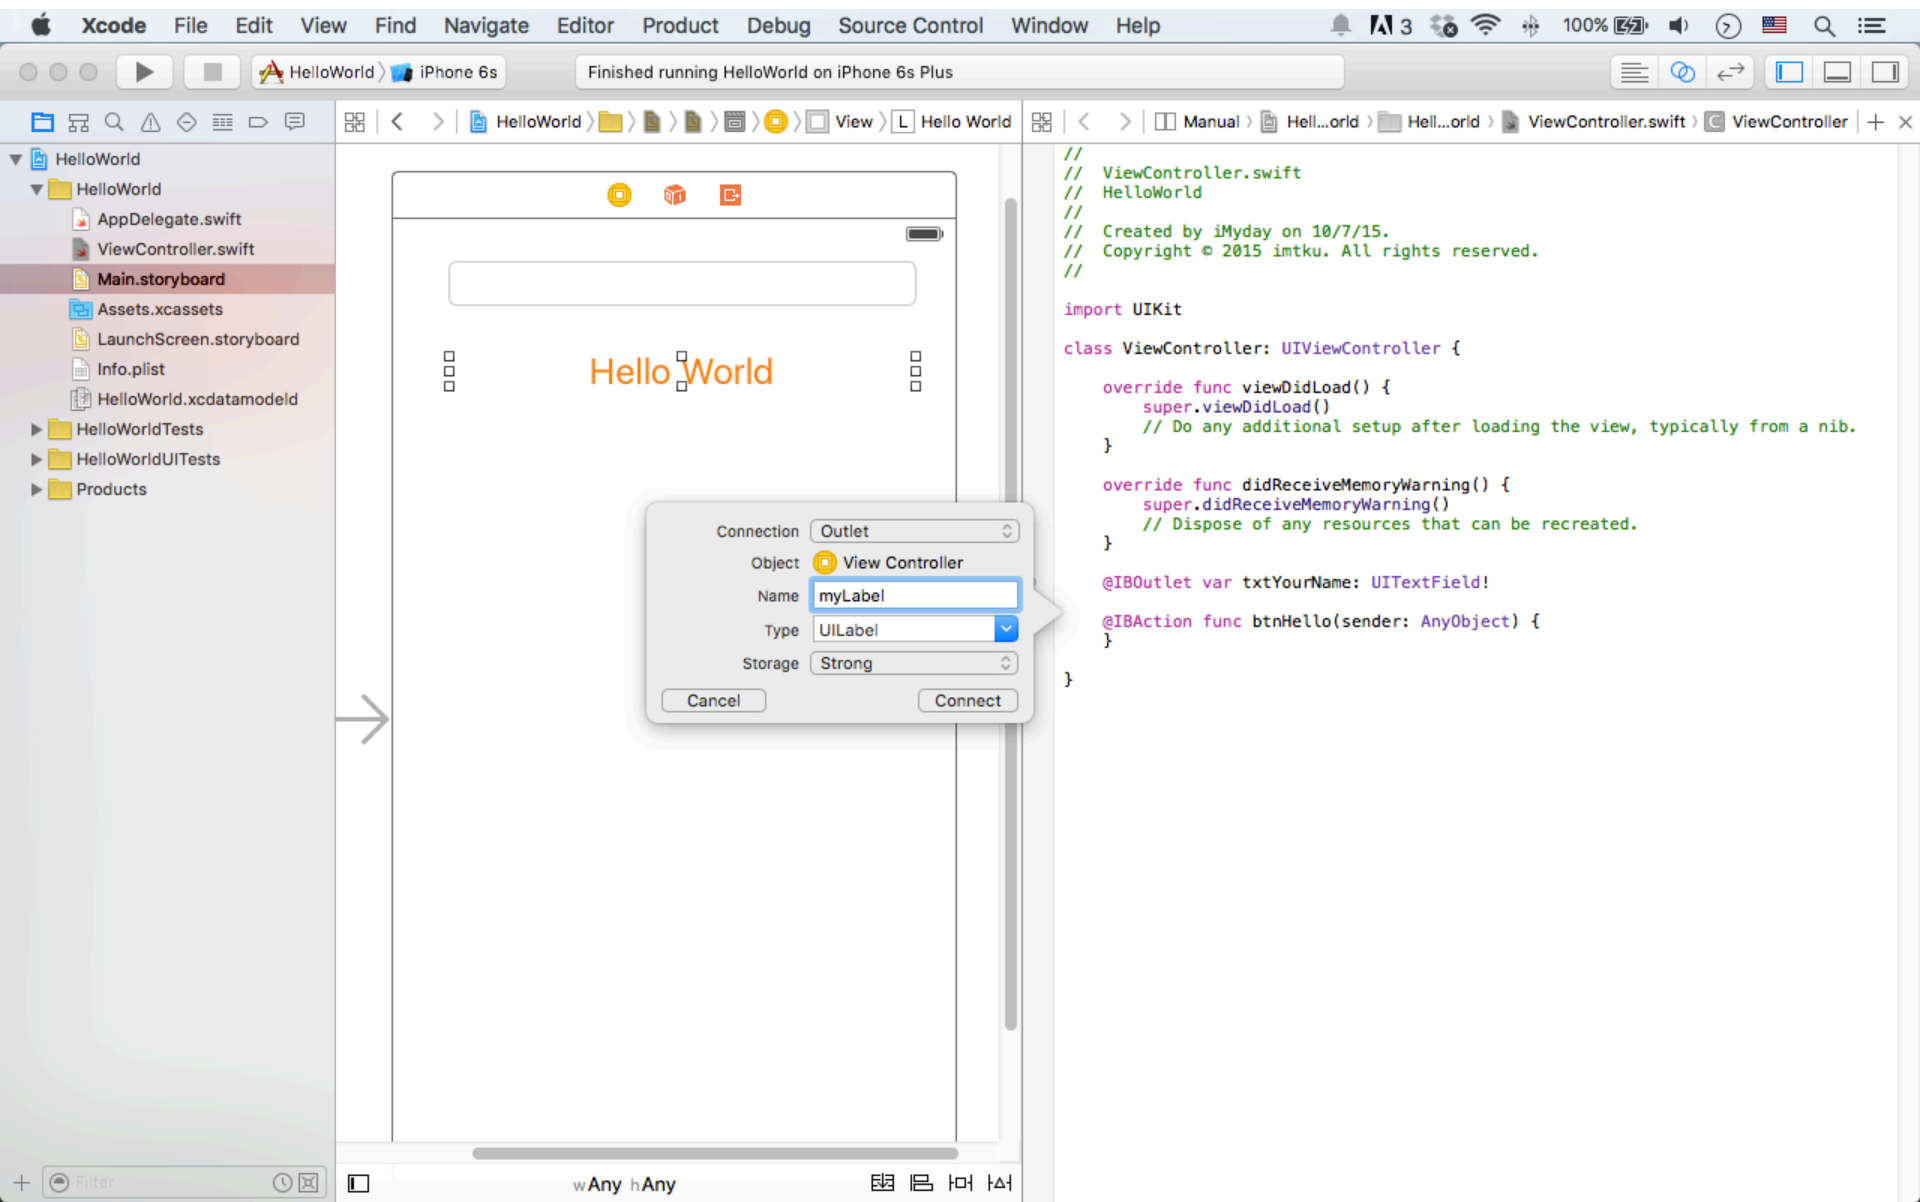 Xcode File Edit View Find Navigate Editor Product Debug Source Control Window Help 3 100%
HelloWorld iPhone 6s Finished running HelloWorld on iPhone 6s Plus
HelloWorld View L Hello World
Manual Hell...orld Hell...orld ViewController.swift C ViewController
HelloWorld
HelloWorld
AppDelegate.swift
ViewController.swift
Main.storyboard
Assets.xcassets
LaunchScreen.storyboard
Info.plist
HelloWorld.xcdatamodeld
HelloWorldTests
HelloWorldUITests
Products
Filter
Hello World
Connection Outlet
Object View Controller
Name myLabel
Type UILabel
Storage Strong
Cancel Connect
wAny hAny
//
// ViewController.swift
// HelloWorld
//
// Created by iMyday on 10/7/15.
// Copyright © 2015 imtku. All rights reserved.
//
import UIKit
class ViewController: UIViewController {
override func viewDidLoad() {
super.viewDidLoad()
// Do any additional setup after loading the view, typically from a nib.
}
override func didReceiveMemoryWarning() {
super.didReceiveMemoryWarning()
// Dispose of any resources that can be recreated.
}
@IBOutlet var txtYourName: UITextField!
@IBAction func btnHello(sender: AnyObject) {
}
}